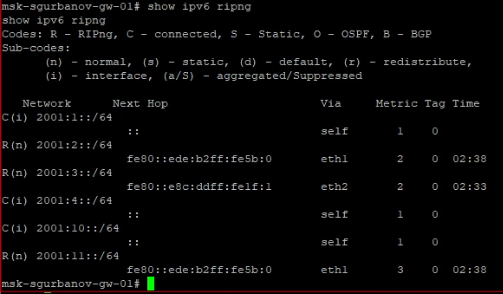 msk-sgurbanov-gw-01# show ipv6 ripng
show ipv6 ripng
Codes: R - RIPng, C - connected, S - Static, O - OSPF, B - BGP
Sub-codes:
      (n) - normal, (s) - static, (d) - default, (r) - redistribute,
      (i) - interface, (a/S) - aggregated/Suppressed
   Network      Next Hop                      Via     Metric Tag Time
C(i) 2001:1::/64
                  ::                          self       1    0
R(n) 2001:2::/64
                  fe80::ede:b2ff:fe5b:0       eth1       2    0  02:38
R(n) 2001:3::/64
                  fe80::e8c:ddff:fe1f:1       eth2       2    0  02:33
C(i) 2001:4::/64
                  ::                          self       1    0
C(i) 2001:10::/64
                  ::                          self       1    0
R(n) 2001:11::/64
                  fe80::ede:b2ff:fe5b:0       eth1       3    0  02:38
msk-sgurbanov-gw-01#